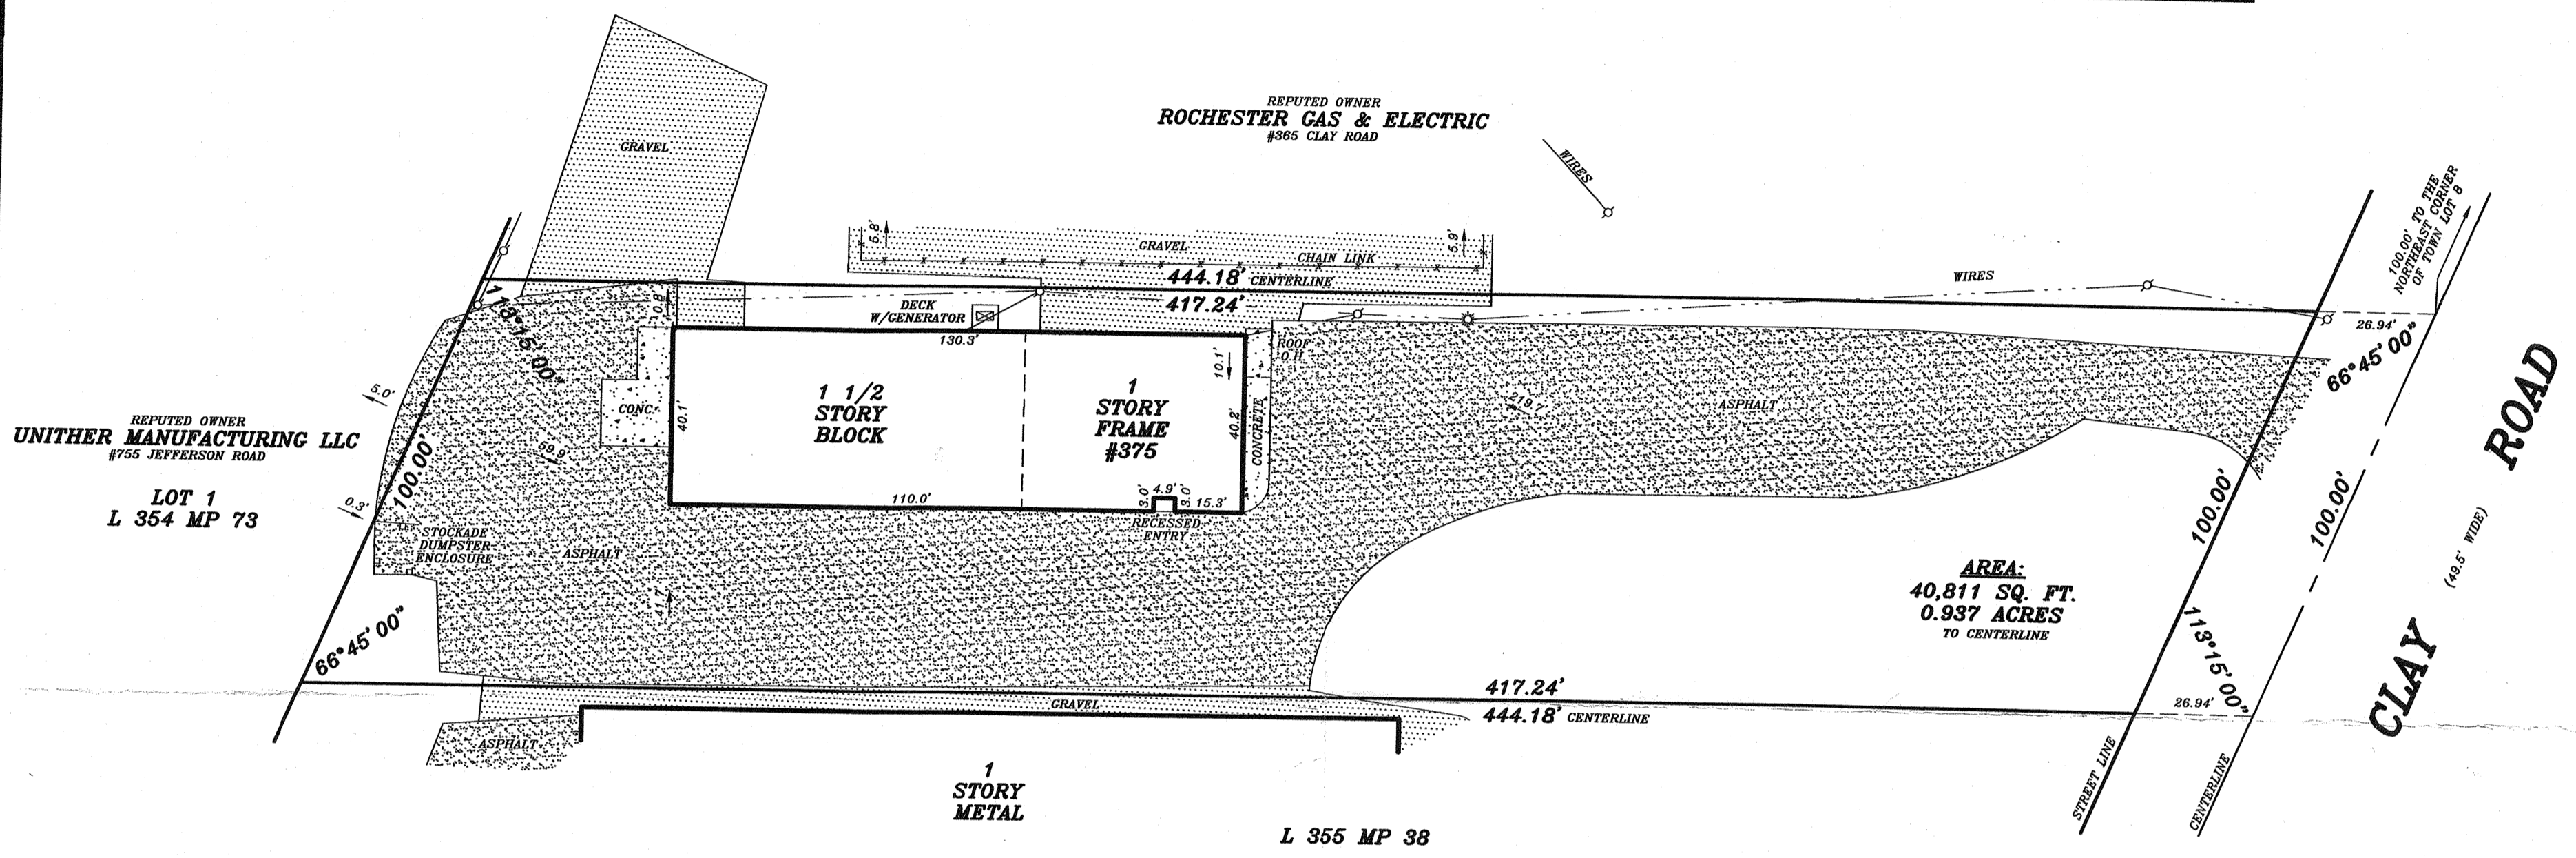 REPUTED OWNER
ROCHESTER GAS & ELECTRIC
#365 CLAY ROAD
GRAVEL
WIRES
100.00' TO THE
NORTHEAST CORNER
OF TOWN LOT 8
5.8'
GRAVEL
5.9'
CHAIN LINK
444.18' CENTERLINE
417.24'
WIRES
DECK
W/GENERATOR
10.8'
113°15'00"
26.94'
66°45'00"
130.3'
ROOF
O.H.
10.1'
1 1/2
STORY
BLOCK
1
STORY
FRAME
#375
40.1'
40.2'
CONC.
CONCRETE
219.7'
ASPHALT
5.0'
REPUTED OWNER
UNITHER MANUFACTURING LLC
#755 JEFFERSON ROAD
LOT 1
L 354 MP 73
69.9'
100.00'
0.3'
110.0'
3.0'
4.9'
3.0'
15.3'
RECESSED
ENTRY
STOCKADE
DUMPSTER
ENCLOSURE
ASPHALT
41.7'
100.00'
100.00'
CLAY ROAD
(49.5' WIDE)
AREA:
40,811 SQ. FT.
0.937 ACRES
TO CENTERLINE
66°45'00"
113°15'00"
417.24'
444.18' CENTERLINE
26.94'
GRAVEL
ASPHALT
STREET LINE
CENTERLINE
1
STORY
METAL
L 355 MP 38